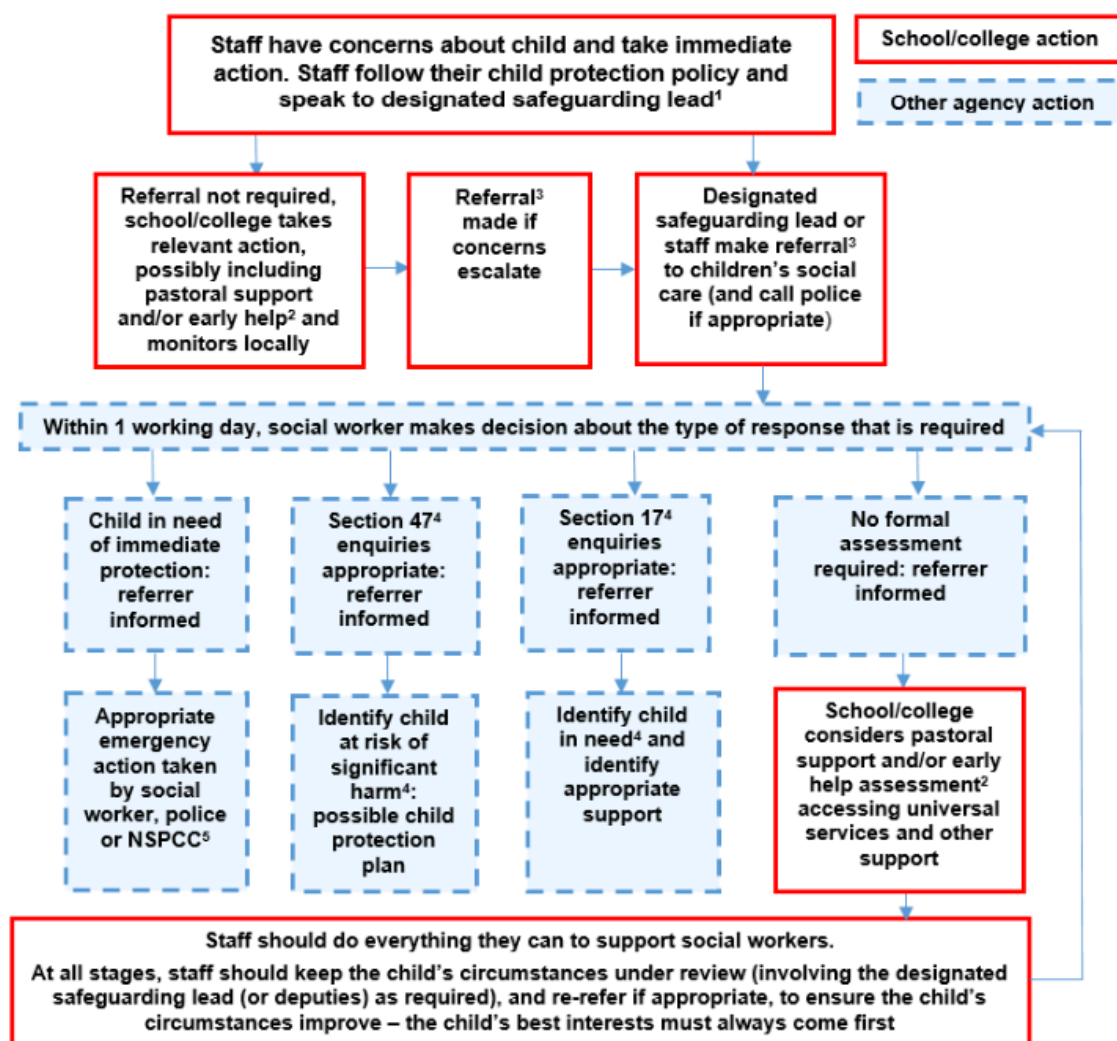 Staff have concerns about child and take immediate
action. Staff follow their child protection policy and
speak to designated safeguarding lead¹
School/college action
Other agency action
Referral not required,
school/college takes
relevant action,
possibly including
pastoral support
and/or early help² and
monitors locally
Referral³
made if
concerns
escalate
Designated
safeguarding lead or
staff make referral³
to children’s social
care (and call police
if appropriate)
Within 1 working day, social worker makes decision about the type of response that is required
Child in need
of immediate
protection:
referrer
informed
Section 47⁴
enquiries
appropriate:
referrer
informed
Section 17⁴
enquiries
appropriate:
referrer
informed
No formal
assessment
required: referrer
informed
Appropriate
emergency
action taken
by social
worker, police
or NSPCC⁵
Identify child
at risk of
significant
harm⁴:
possible child
protection
plan
Identify child
in need⁴ and
identify
appropriate
support
School/college
considers pastoral
support and/or early
help assessment²
accessing universal
services and other
support
Staff should do everything they can to support social workers.
At all stages, staff should keep the child’s circumstances under review (involving the designated
safeguarding lead (or deputies) as required), and re-refer if appropriate, to ensure the child’s
circumstances improve – the child’s best interests must always come first